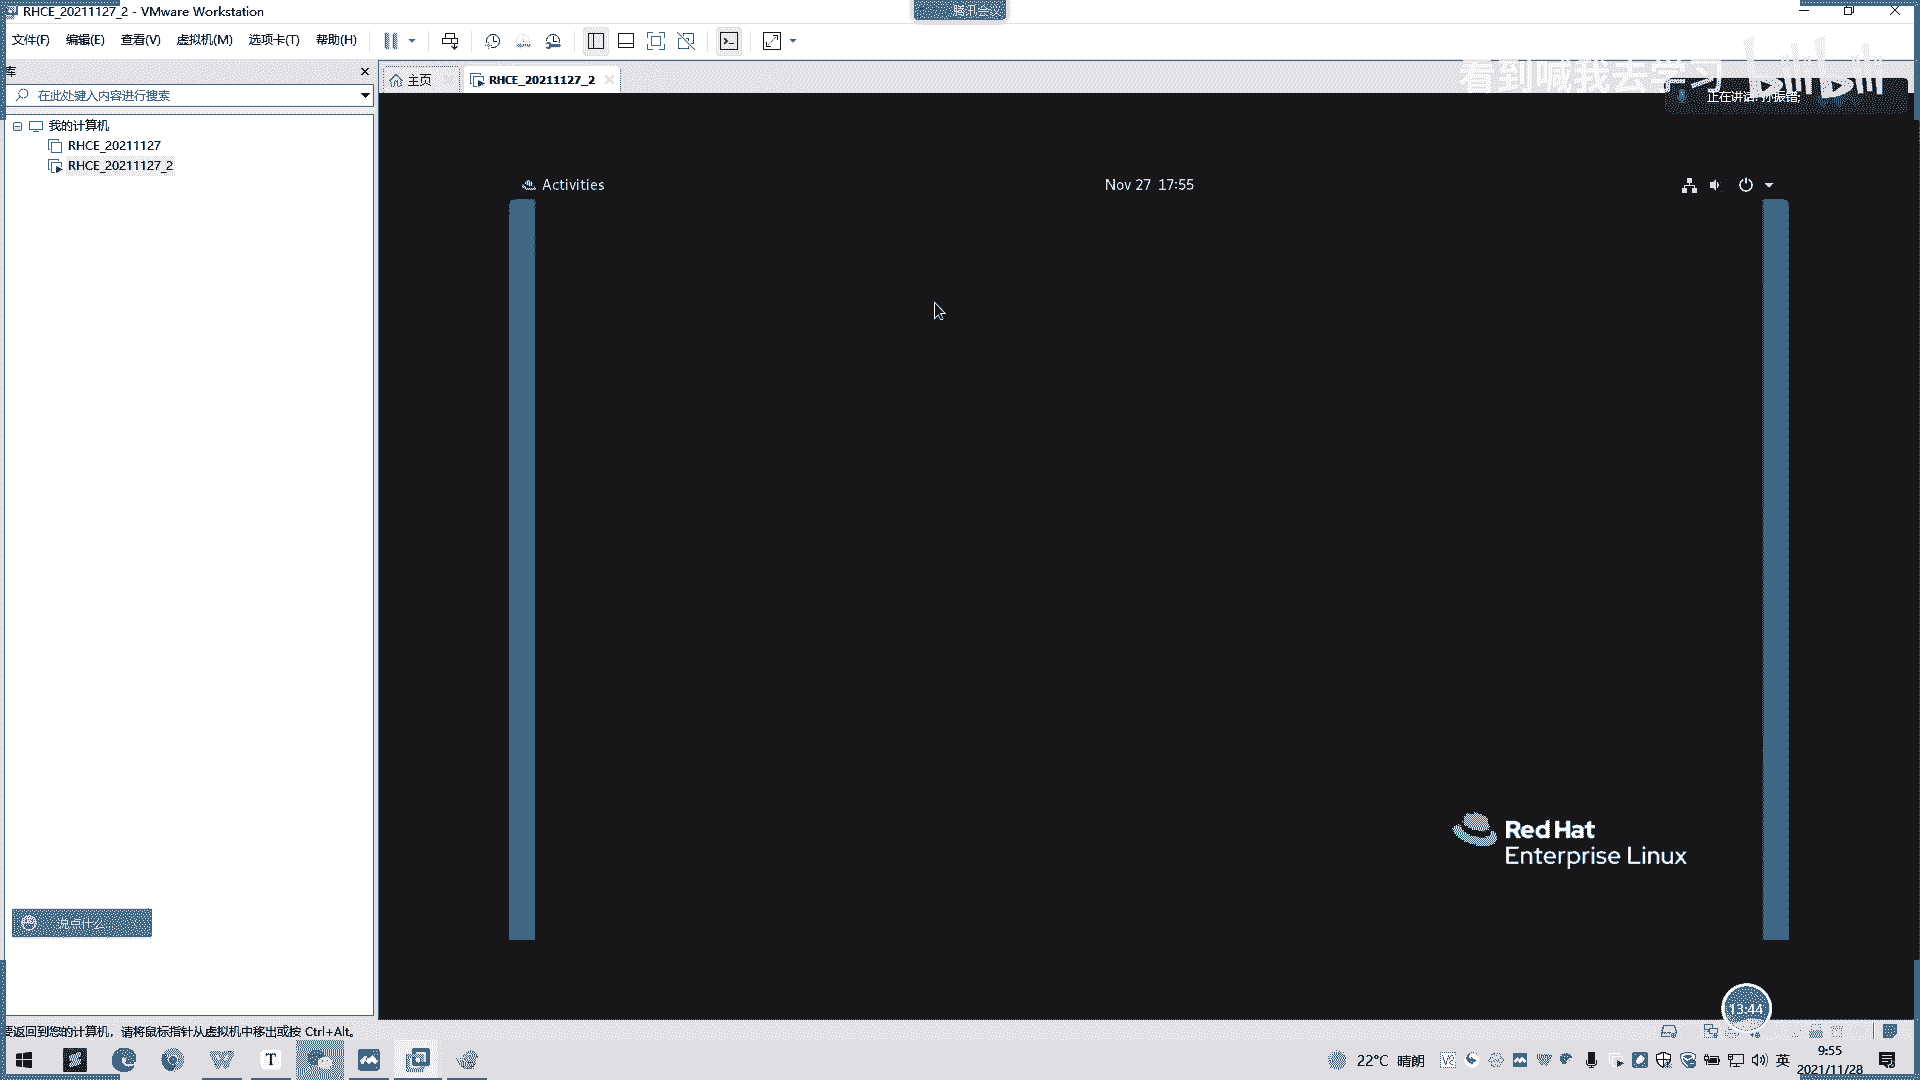 RHCE_20211127_2 - VMware Workstation
腾讯会议
文件(F) 编辑(E) 查看(V) 虚拟机(M) 选项卡(T) 帮助(H)
看到喊我去学习
bilibili
正在讲话:
库
主页
RHCE_20211127_2
在此处键入内容进行搜索
我的计算机
RHCE_20211127
RHCE_20211127_2
Activities
Nov 27 17:55
Red Hat
Enterprise Linux
说点什么...
13:44
要返回到您的计算机，请将鼠标指针从虚拟机中移出或按 Ctrl+Alt。
T
22°C 晴朗
英
9:55
2021/11/28